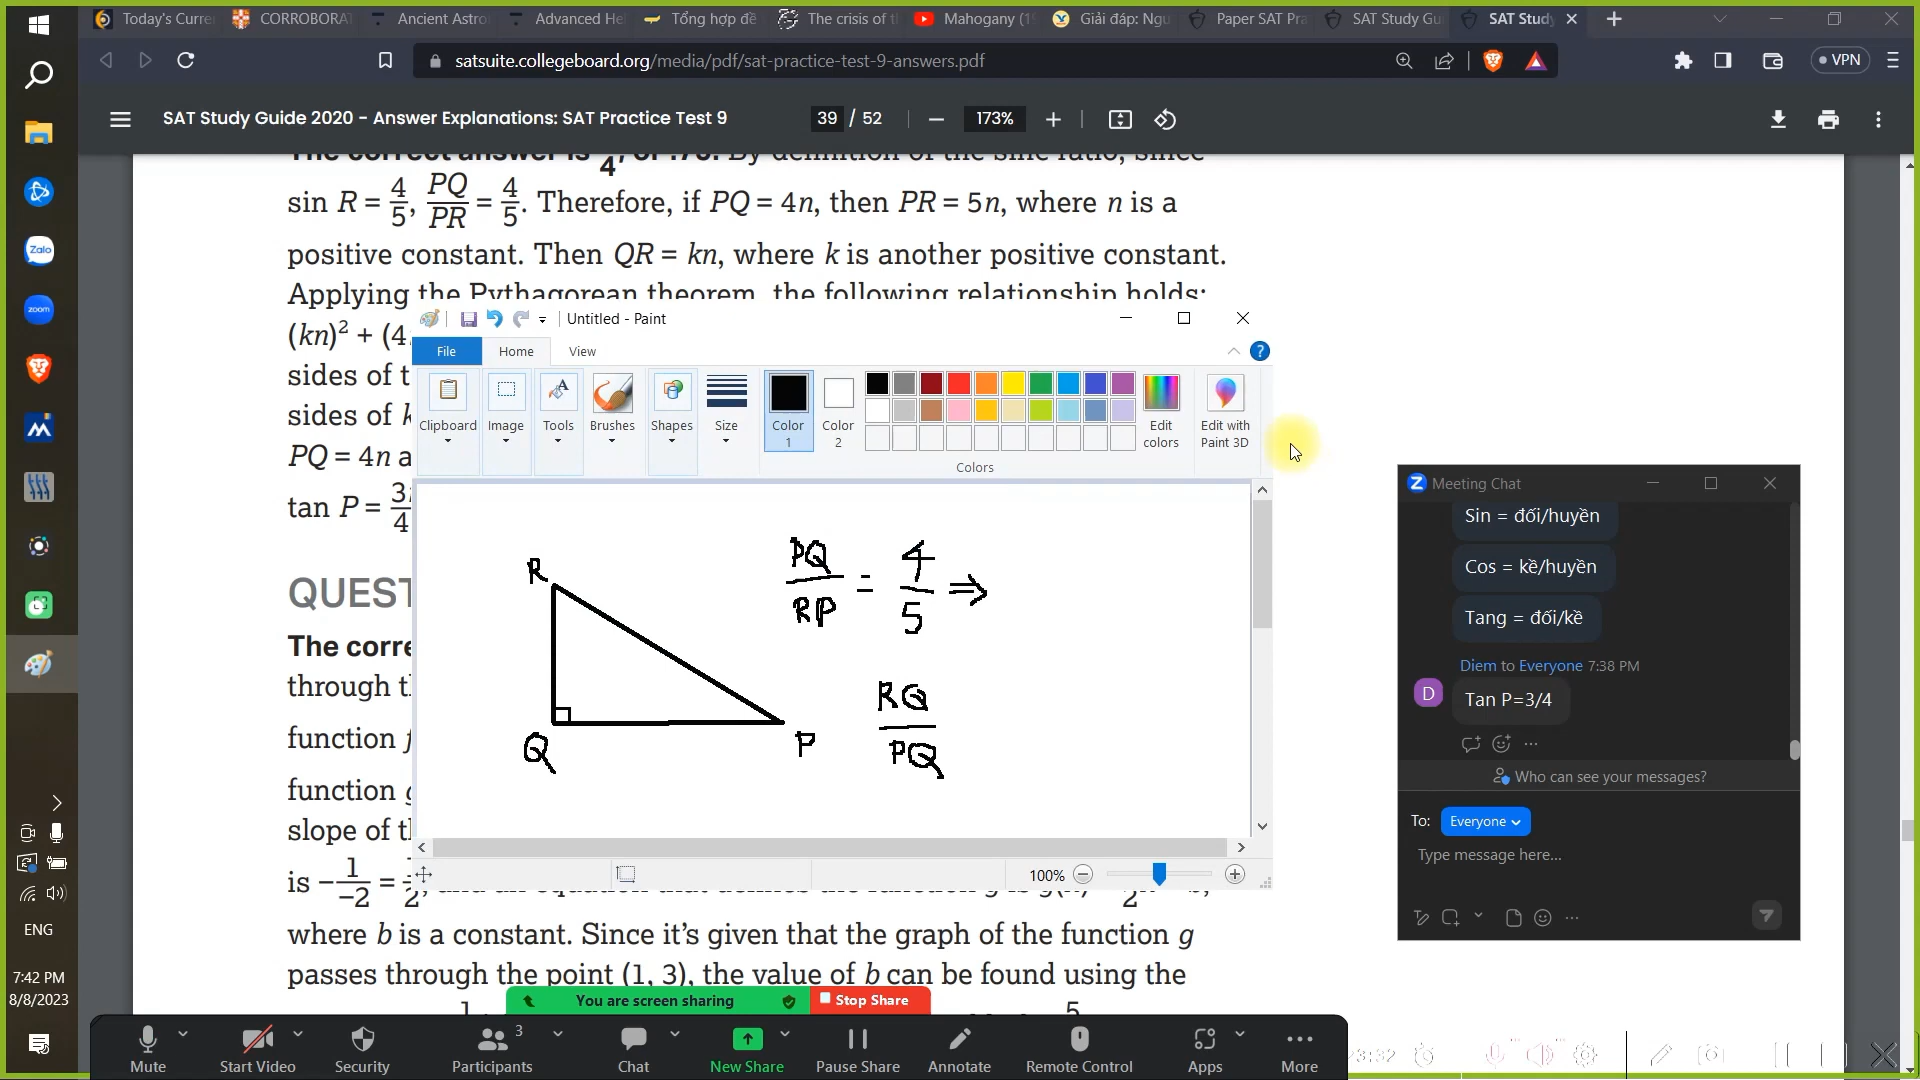 Today's Curre
CORROBORAT
Ancient Astro
Advanced He
Tổng hợp đề
The crisis of t
Mahogany (1
Giải đáp: Ngu
Paper SAT Pra
SAT Study Gu
SAT Study
satsuite.collegeboard.org/media/pdf/sat-practice-test-9-answers.pdf
VPN
SAT Study Guide 2020 - Answer Explanations: SAT Practice Test 9
39 / 52
173%
sin R = 4/5, PQ/PR = 4/5. Therefore, if PQ = 4n, then PR = 5n, where n is a
positive constant. Then QR = kn, where k is another positive constant.
Applying the Pythagorean theorem, the following relationship holds:
(kn)² + (4
sides of t
sides of k
PQ = 4n a
tan P = 3/4
QUEST
The corre
through t
function f
function g
slope of t
is −1/−2 =
where b is a constant. Since it's given that the graph of the function g
passes through the point (1, 3), the value of b can be found using the
Untitled - Paint
File
Home
View
Clipboard
Image
Tools
Brushes
Shapes
Size
Color 1
Color 2
Edit colors
Edit with Paint 3D
Colors
R
Q
P
PQ/RP = 4/5 ⇒
RQ/PQ
100%
Meeting Chat
Sin = đối/huyền
Cos = kề/huyền
Tang = đối/kề
Diem to Everyone 7:38 PM
D
Tan P=3/4
Who can see your messages?
To: Everyone
Type message here...
Zalo
zoom
ENG
7:42 PM
8/8/2023
You are screen sharing
Stop Share
Mute
Start Video
Security
Participants
3
Chat
New Share
Pause Share
Annotate
Remote Control
Apps
More